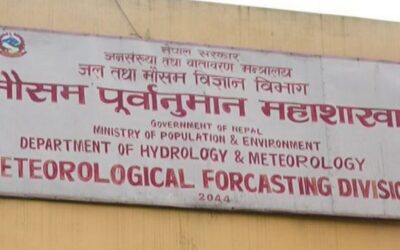 नेपाल सरकार
जनसंख्या तथा वातावरण मन्त्रालय
जल तथा मौसम विज्ञान विभाग
मौसम पूर्वानुमान महाशाखा
GOVERNMENT OF NEPAL
MINISTRY OF POPULATION & ENVIRONMENT
DEPARTMENT OF HYDROLOGY & METEOROLOGY
METEOROLOGICAL FORCASTING DIVISION
2044